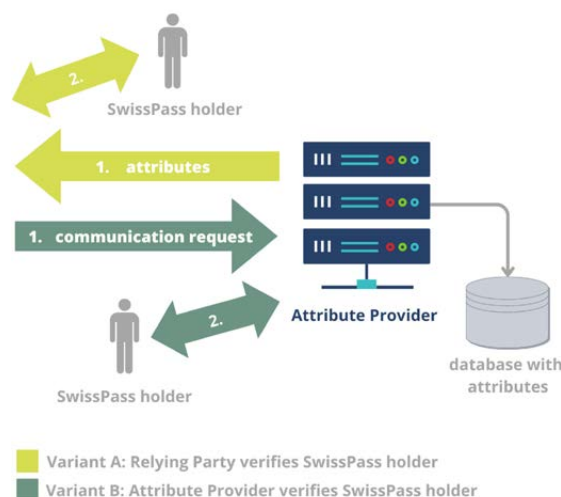 2.
SwissPass holder
1. attributes
1. communication request
2.
Attribute Provider
SwissPass holder
database with
attributes
Variant A: Relying Party verifies SwissPass holder
Variant B: Attribute Provider verifies SwissPass holder